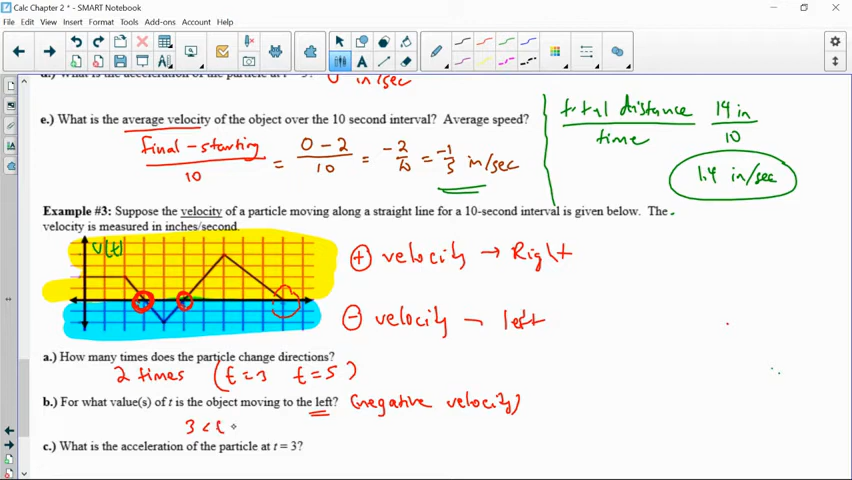 Calc Chapter 2 * - SMART Notebook
File Edit View Insert Format Tools Add-ons Account Help
0 in/sec
e.) What is the average velocity of the object over the 10 second interval? Average speed?
final-starting
10
= 0 - 2
10
= -2
10
= -1
5
in/sec
total distance
time
14 in
10
1.4 in/sec
Example #3: Suppose the velocity of a particle moving along a straight line for a 10-second interval is given below. The
velocity is measured in inches/second.
v(t)
+ velocity → Right
- velocity → left
a.) How many times does the particle change directions?
2 times (t=3 t=5)
b.) For what value(s) of t is the object moving to the left? (negative velocity)
3 < t
c.) What is the acceleration of the particle at t = 3?